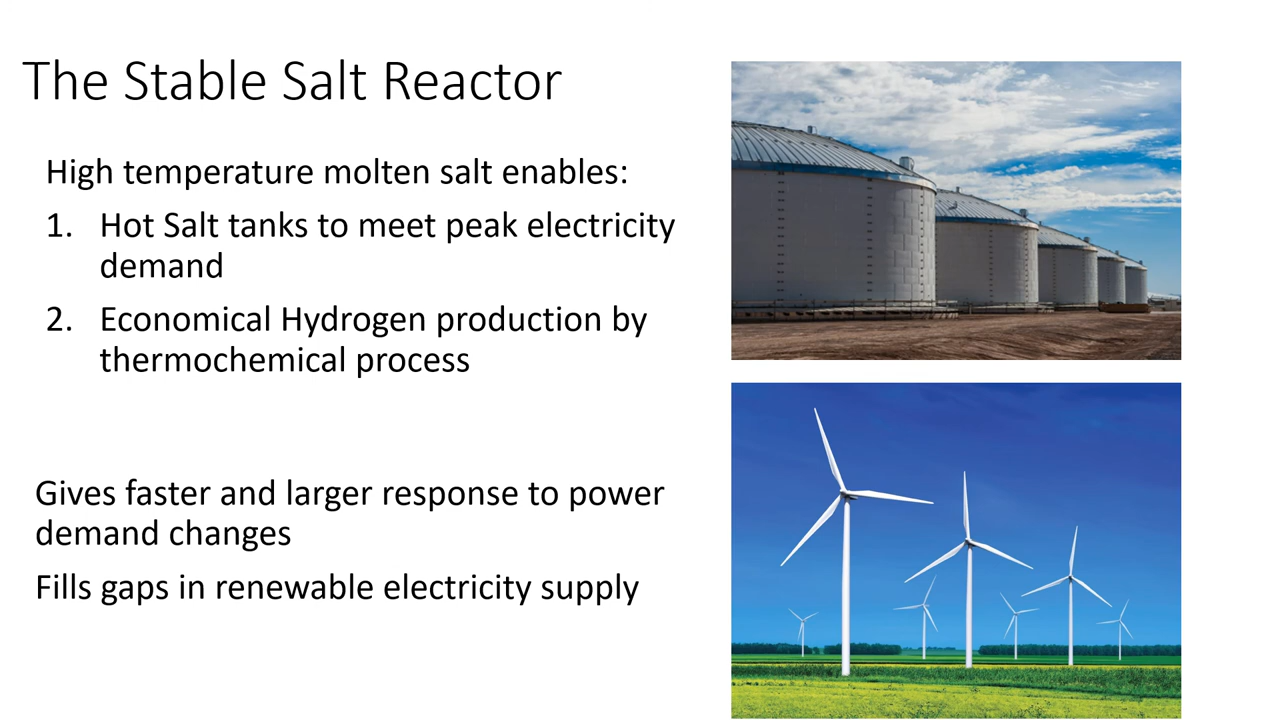 The Stable Salt Reactor
High temperature molten salt enables:
1. Hot Salt tanks to meet peak electricity
demand
2. Economical Hydrogen production by
thermochemical process
Gives faster and larger response to power
demand changes
Fills gaps in renewable electricity supply